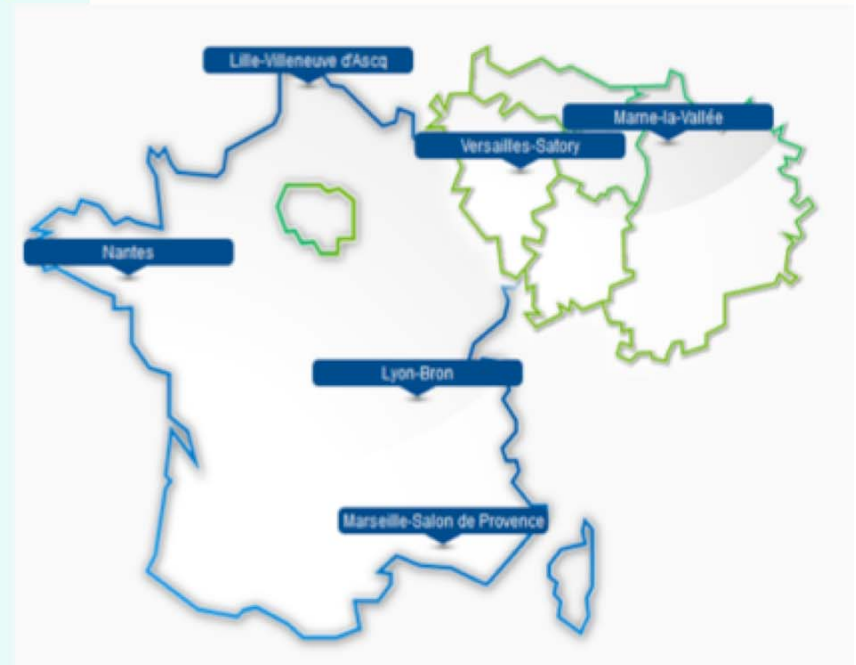 Lille-Villeneuve d'Ascq
Marne-la-Vallée
Versailles-Satory
Nantes
Lyon-Bron
Marseille-Salon de Provence